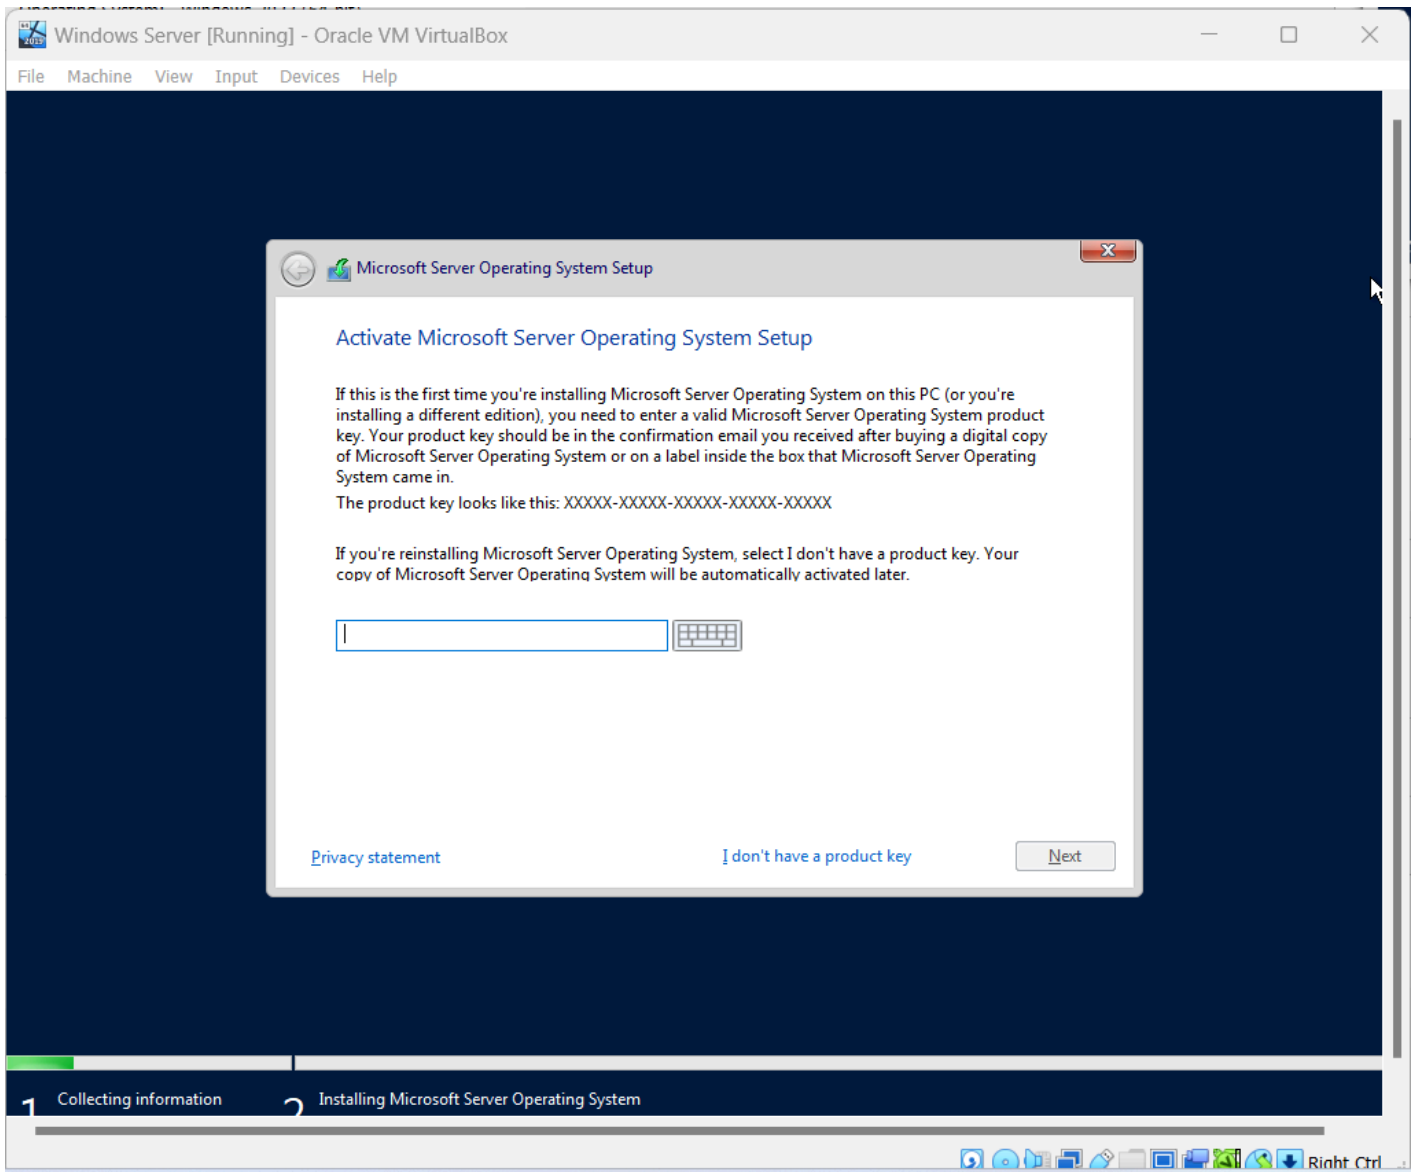 Windows Server [Running] - Oracle VM VirtualBox
File Machine View Input Devices Help
Microsoft Server Operating System Setup
Activate Microsoft Server Operating System Setup
If this is the first time you're installing Microsoft Server Operating System on this PC (or you're
installing a different edition), you need to enter a valid Microsoft Server Operating System product
key. Your product key should be in the confirmation email you received after buying a digital copy
of Microsoft Server Operating System or on a label inside the box that Microsoft Server Operating
System came in.
The product key looks like this: XXXXX-XXXXX-XXXXX-XXXXX-XXXXX
If you're reinstalling Microsoft Server Operating System, select I don't have a product key. Your
copy of Microsoft Server Operating System will be automatically activated later.
Privacy statement
I don't have a product key
Next
1 Collecting information
2 Installing Microsoft Server Operating System
Right Ctrl